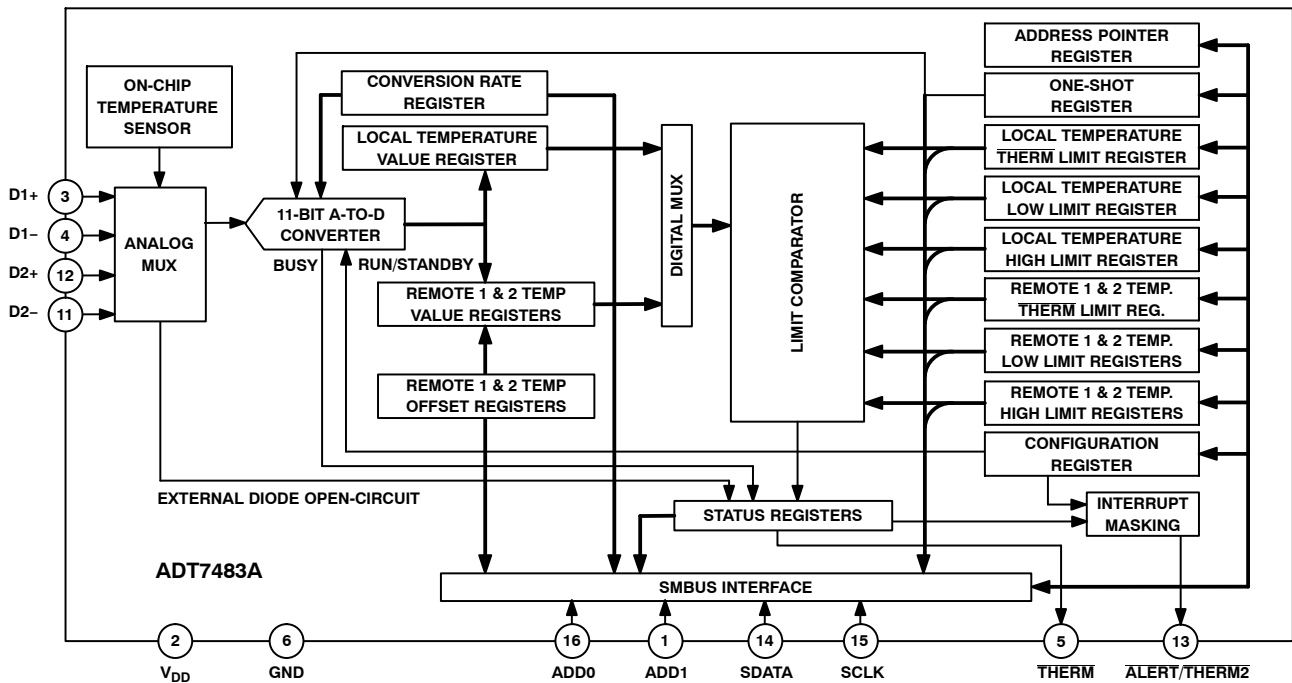 ADDRESS POINTER
REGISTER
ON-CHIP
TEMPERATURE
SENSOR
CONVERSION RATE
REGISTER
ONE-SHOT
REGISTER
LOCAL TEMPERATURE
VALUE REGISTER
LOCAL TEMPERATURE
THERM LIMIT REGISTER
D1+
3
D1−
4
D2+
12
D2−
11
ANALOG
MUX
11-BIT A-TO-D
CONVERTER
BUSY
RUN/STANDBY
DIGITAL MUX
LIMIT COMPARATOR
LOCAL TEMPERATURE
LOW LIMIT REGISTER
LOCAL TEMPERATURE
HIGH LIMIT REGISTER
REMOTE 1 & 2 TEMP
VALUE REGISTERS
REMOTE 1 & 2 TEMP.
THERM LIMIT REG.
REMOTE 1 & 2 TEMP.
LOW LIMIT REGISTERS
REMOTE 1 & 2 TEMP
OFFSET REGISTERS
REMOTE 1 & 2 TEMP.
HIGH LIMIT REGISTERS
CONFIGURATION
REGISTER
EXTERNAL DIODE OPEN-CIRCUIT
STATUS REGISTERS
INTERRUPT
MASKING
ADT7483A
SMBUS INTERFACE
2
6
16
1
14
15
5
13
VDD
GND
ADD0
ADD1
SDATA
SCLK
THERM
ALERT/THERM2